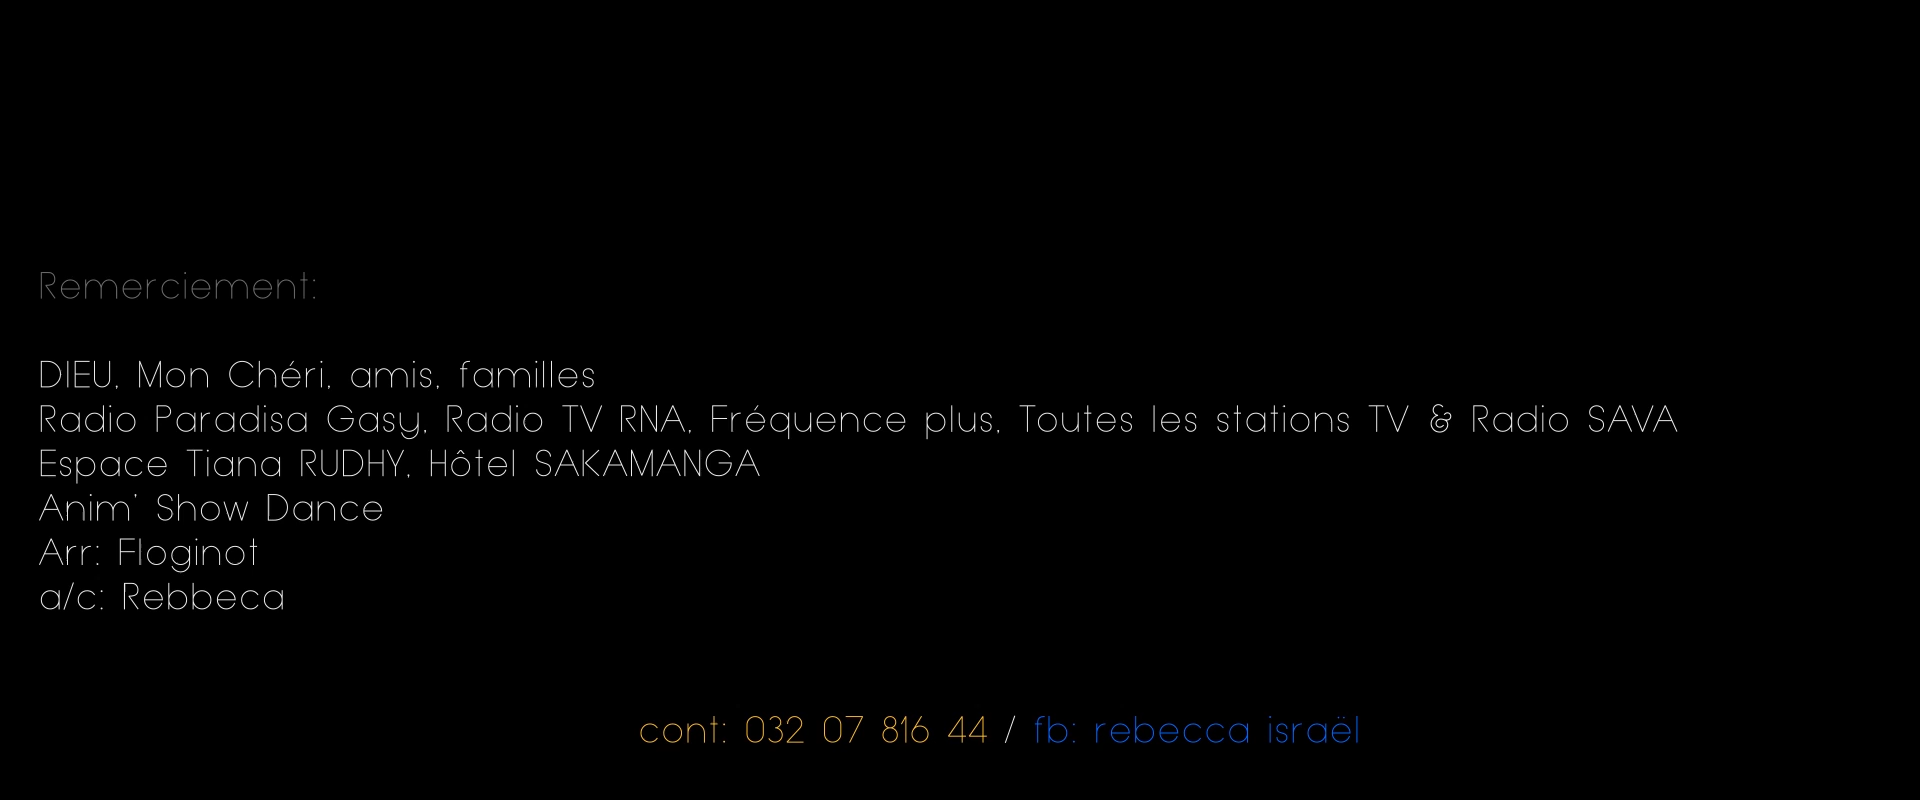 Remerciement:
DIEU, Mon Chéri, amis, familles
Radio Paradisa Gasy, Radio TV RNA, Fréquence plus, Toutes les stations TV & Radio SAVA
Espace Tiana RUDHY, Hôtel SAKAMANGA
Anim' Show Dance
Arr: Floginot
a/c: Rebbeca
cont: 032 07 816 44 / fb: rebecca israël